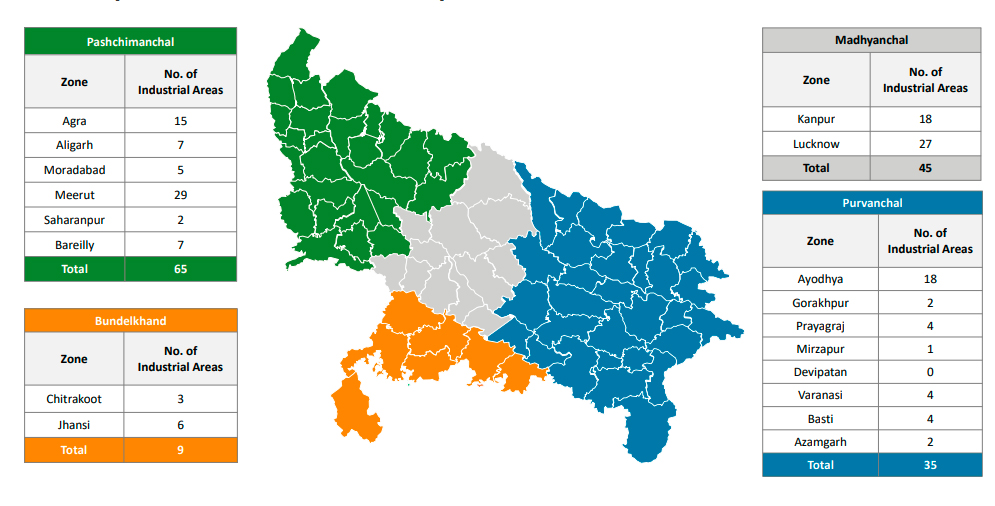 Pashchimanchal
Zone No. of Industrial Areas
Agra 15
Aligarh 7
Moradabad 5
Meerut 29
Saharanpur 2
Bareilly 7
Total 65
Bundelkhand
Zone No. of Industrial Areas
Chitrakoot 3
Jhansi 6
Total 9
Madhyanchal
Zone No. of Industrial Areas
Kanpur 18
Lucknow 27
Total 45
Purvanchal
Zone No. of Industrial Areas
Ayodhya 18
Gorakhpur 2
Prayagraj 4
Mirzapur 1
Devipatan 0
Varanasi 4
Basti 4
Azamgarh 2
Total 35